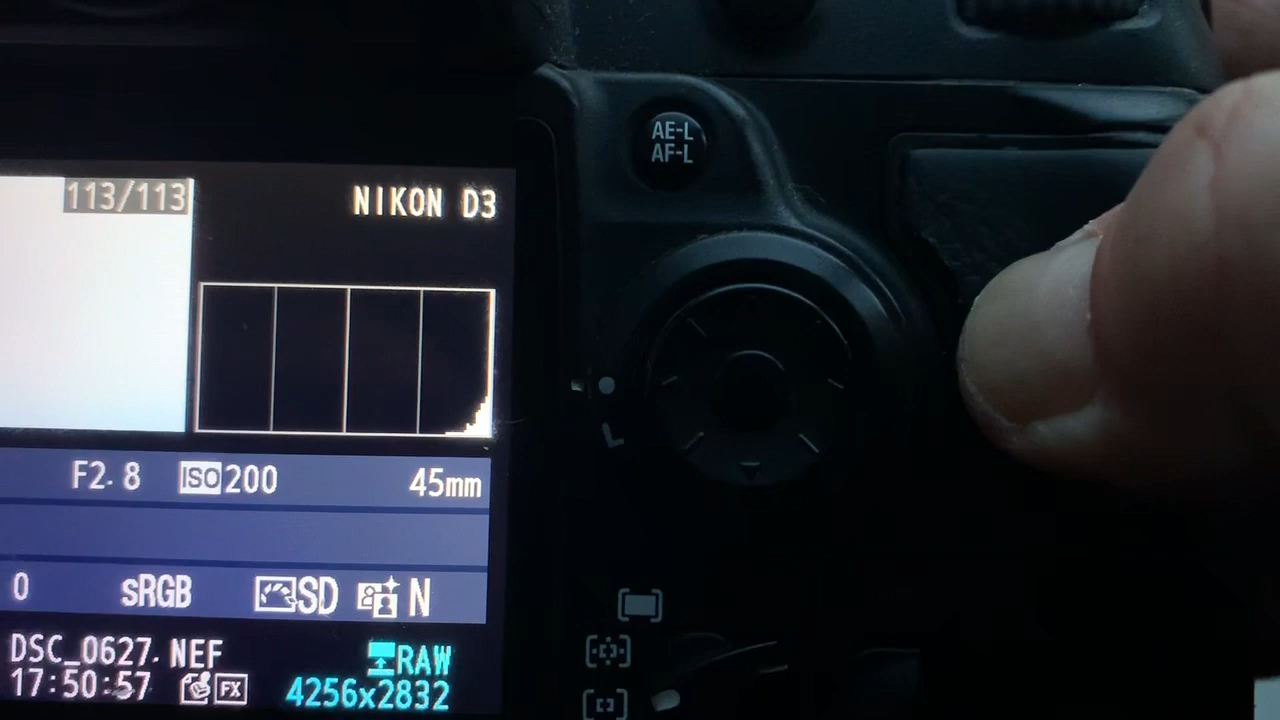 AE-L
AF-L
113/113
NIKON D3
F2.8 ISO200 45mm
0 sRGB SD N
DSC_0627.NEF RAW
17:50:57 FX 4256x2832
L